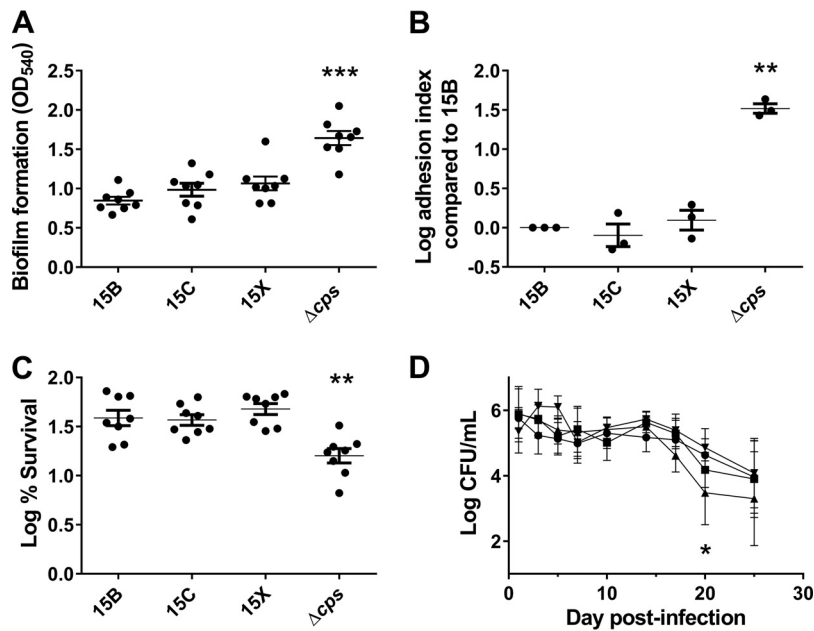 A
Biofilm formation (OD540)
2.5
2.0
1.5
1.0
0.5
0.0
***
15B
15C
15X
Δcps
B
Log adhesion index
compared to 15B
2.0
1.5
1.0
0.5
0.0
-0.5
**
15B
15C
15X
Δcps
C
Log % Survival
2.0
1.5
1.0
0.5
0.0
**
15B
15C
15X
Δcps
D
Log CFU/mL
6
4
2
*
0
10
20
30
Day post-infection